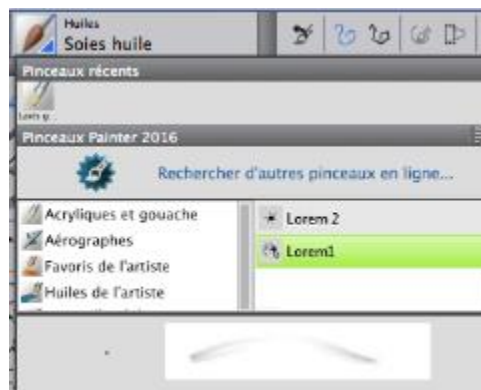 Huiles
Soies huile
Pinceaux récents
Pinceaux Painter 2016
Rechercher d'autres pinceaux en ligne...
Acryliques et gouache
Aérographes
Favoris de l'artiste
Huiles de l'artiste
Lorem 2
Lorem1